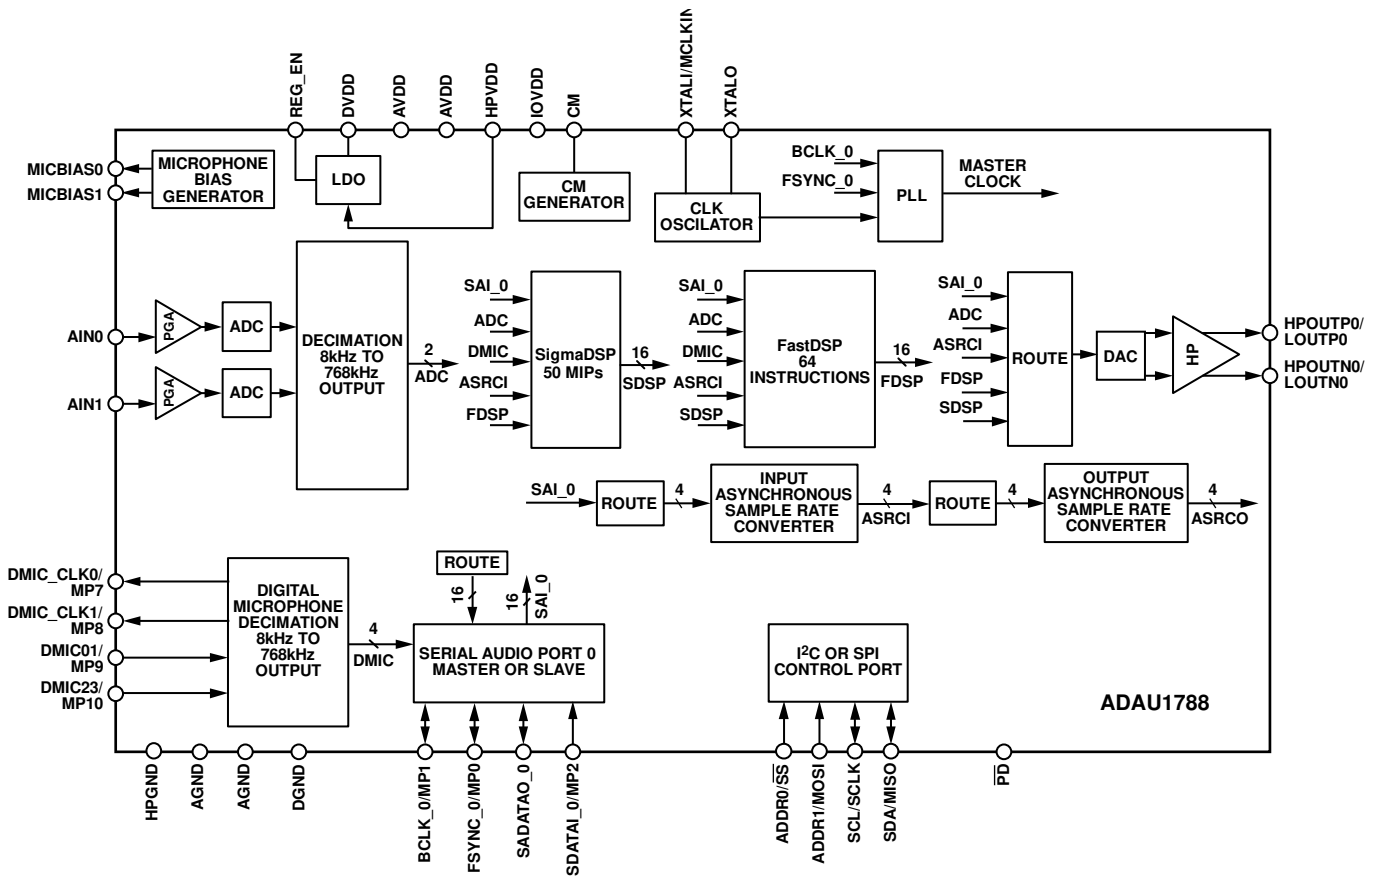 REG_EN
DVDD
AVDD
AVDD
HPVDD
IOVDD
CM
XTALI/MCLKIN
XTALO
MICBIAS0
MICBIAS1
MICROPHONE
BIAS
GENERATOR
LDO
CM
GENERATOR
CLK
OSCILATOR
BCLK_0
FSYNC_0
PLL
MASTER
CLOCK
AIN0
AIN1
PGA
PGA
ADC
ADC
DECIMATION
8kHz TO
768kHz
OUTPUT
2
ADC
SAI_0
ADC
DMIC
ASRCI
FDSP
SigmaDSP
50 MIPs
16
SDSP
SAI_0
ADC
DMIC
ASRCI
SDSP
FastDSP
64
INSTRUCTIONS
16
FDSP
SAI_0
ADC
ASRCI
FDSP
SDSP
ROUTE
DAC
HP
HPOUTP0/
LOUTP0
HPOUTN0/
LOUTN0
SAI_0
ROUTE
4
INPUT
ASYNCHRONOUS
SAMPLE RATE
CONVERTER
4
ASRCI
ROUTE
4
OUTPUT
ASYNCHRONOUS
SAMPLE RATE
CONVERTER
4
ASRCO
DMIC_CLK0/
MP7
DMIC_CLK1/
MP8
DMIC01/
MP9
DMIC23/
MP10
DIGITAL
MICROPHONE
DECIMATION
8kHz TO
768kHz
OUTPUT
4
DMIC
ROUTE
16
16
SAI_0
SERIAL AUDIO PORT 0
MASTER OR SLAVE
I²C OR SPI
CONTROL PORT
ADAU1788
HPGND
AGND
AGND
DGND
BCLK_0/MP1
FSYNC_0/MP0
SADATAO_0
SDATAI_0/MP2
ADDR0/S̅S̅
ADDR1/MOSI
SCL/SCLK
SDA/MISO
P̅D̅